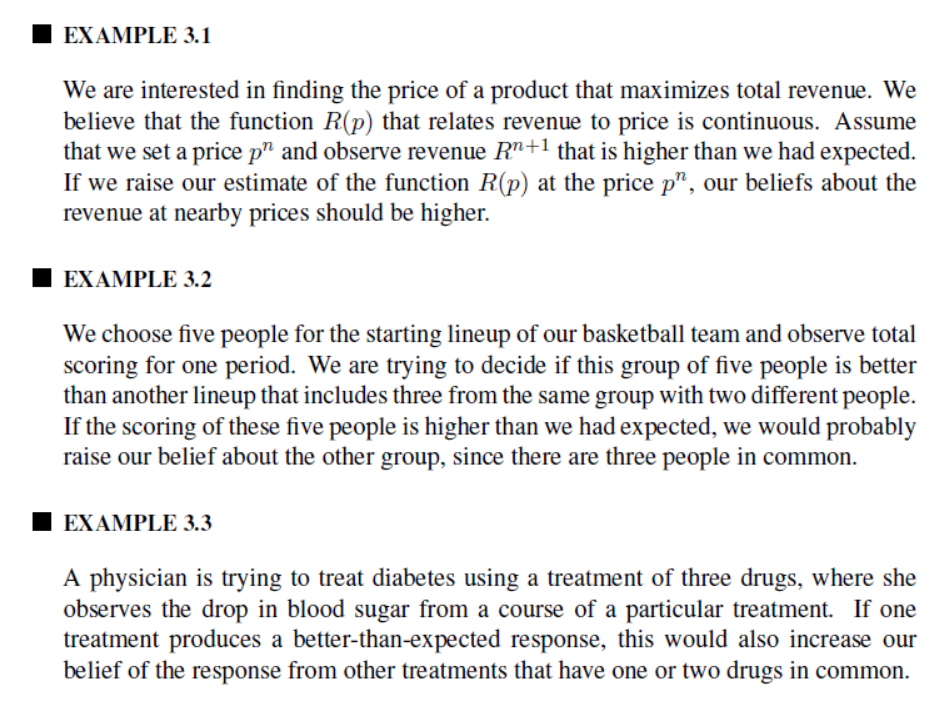 ■ EXAMPLE 3.1
We are interested in finding the price of a product that maximizes total revenue. We
believe that the function R(p) that relates revenue to price is continuous. Assume
that we set a price pⁿ and observe revenue Rⁿ⁺¹ that is higher than we had expected.
If we raise our estimate of the function R(p) at the price pⁿ, our beliefs about the
revenue at nearby prices should be higher.
■ EXAMPLE 3.2
We choose five people for the starting lineup of our basketball team and observe total
scoring for one period. We are trying to decide if this group of five people is better
than another lineup that includes three from the same group with two different people.
If the scoring of these five people is higher than we had expected, we would probably
raise our belief about the other group, since there are three people in common.
■ EXAMPLE 3.3
A physician is trying to treat diabetes using a treatment of three drugs, where she
observes the drop in blood sugar from a course of a particular treatment. If one
treatment produces a better-than-expected response, this would also increase our
belief of the response from other treatments that have one or two drugs in common.